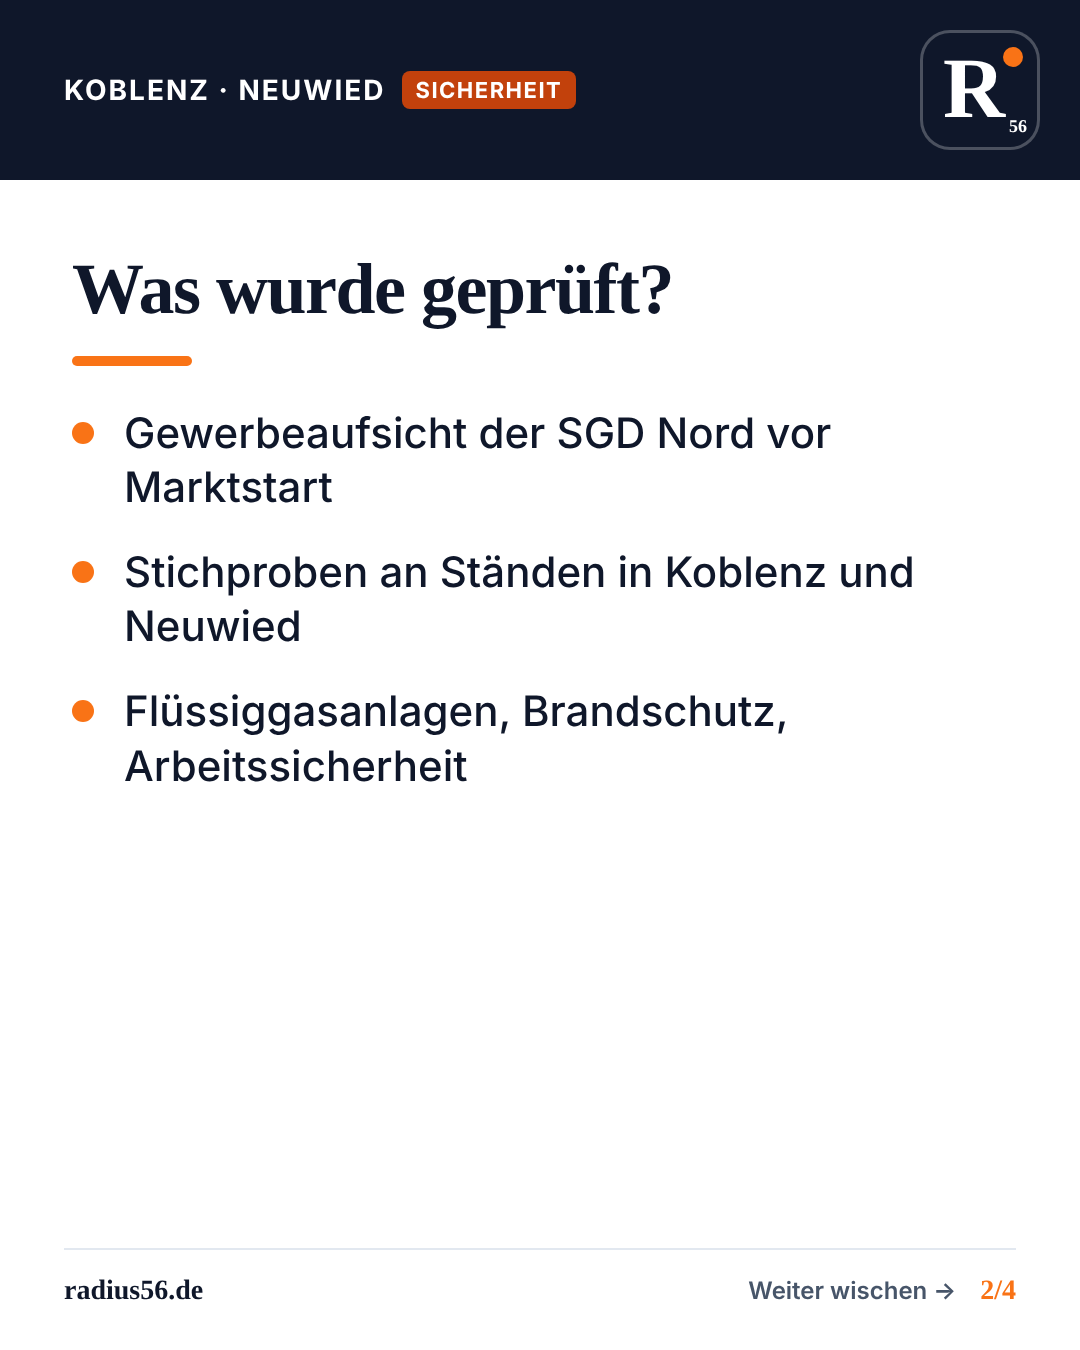 KOBLENZ · NEUWIED SICHERHEIT
R
56
Was wurde geprüft?
Gewerbeaufsicht der SGD Nord vor
Marktstart
Stichproben an Ständen in Koblenz und
Neuwied
Flüssiggasanlagen, Brandschutz,
Arbeitssicherheit
radius56.de
Weiter wischen → 2/4